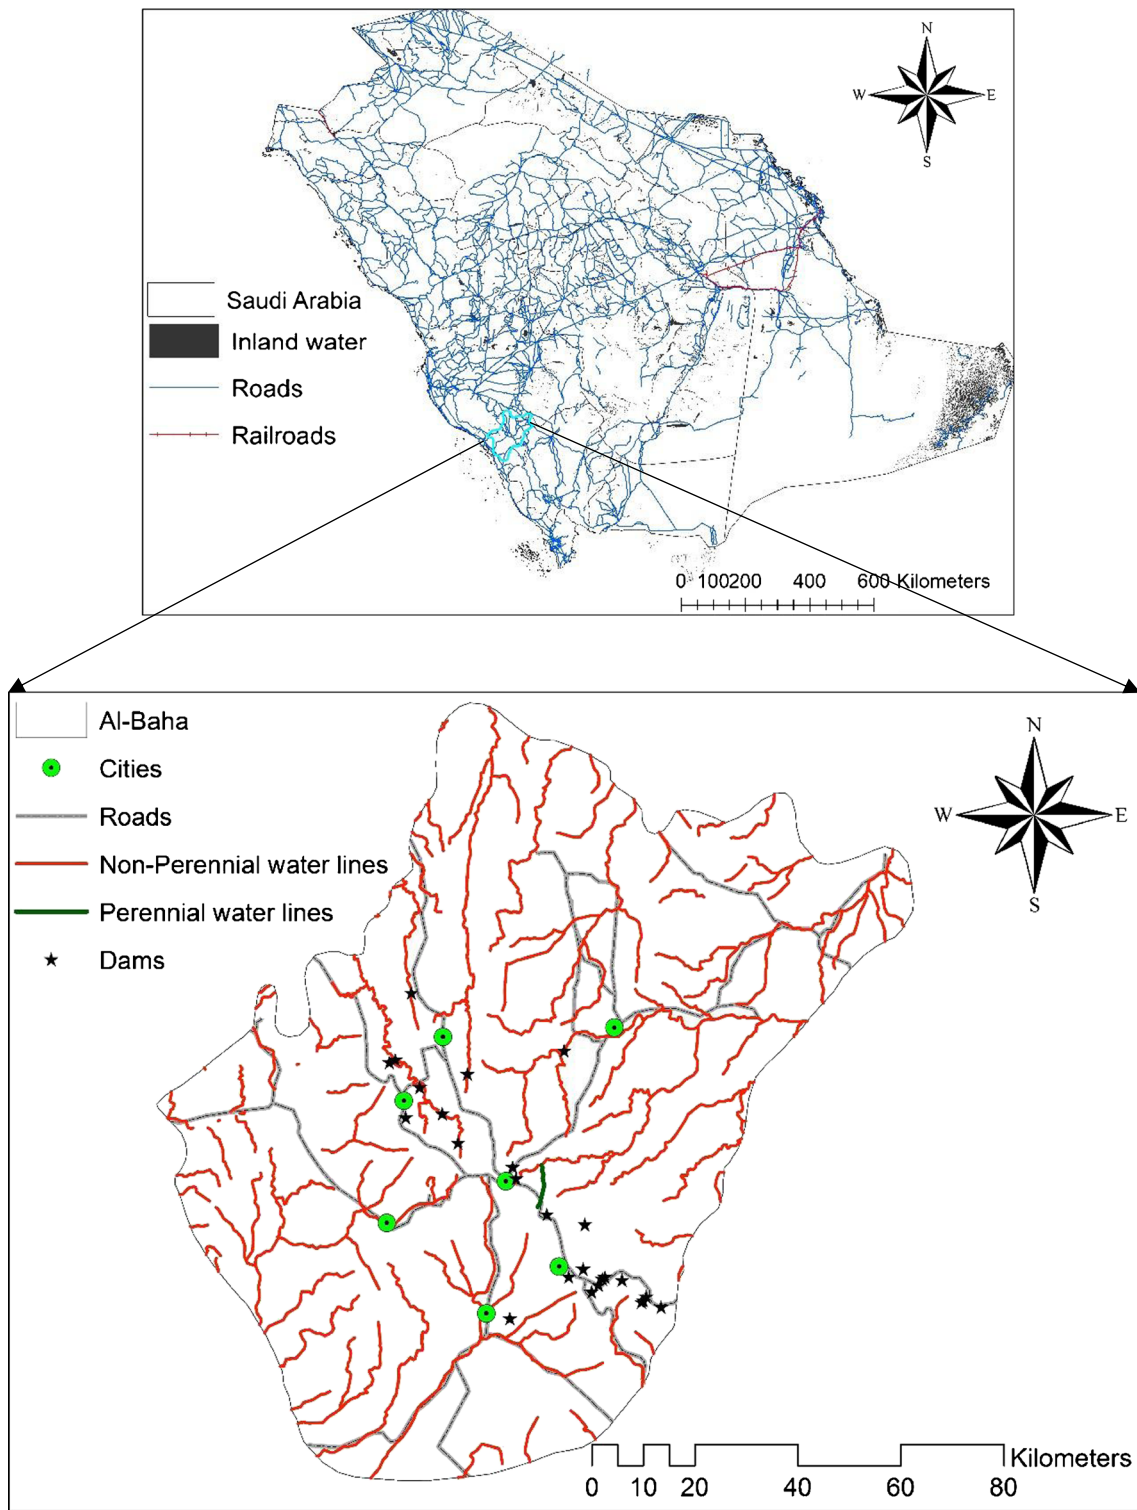 N
W E
S
Saudi Arabia
Inland water
Roads
Railroads
0 100200 400 600 Kilometers
Al-Baha
Cities
Roads
Non-Perennial water lines
Perennial water lines
Dams
N
W E
S
Kilometers
0 10 20 40 60 80